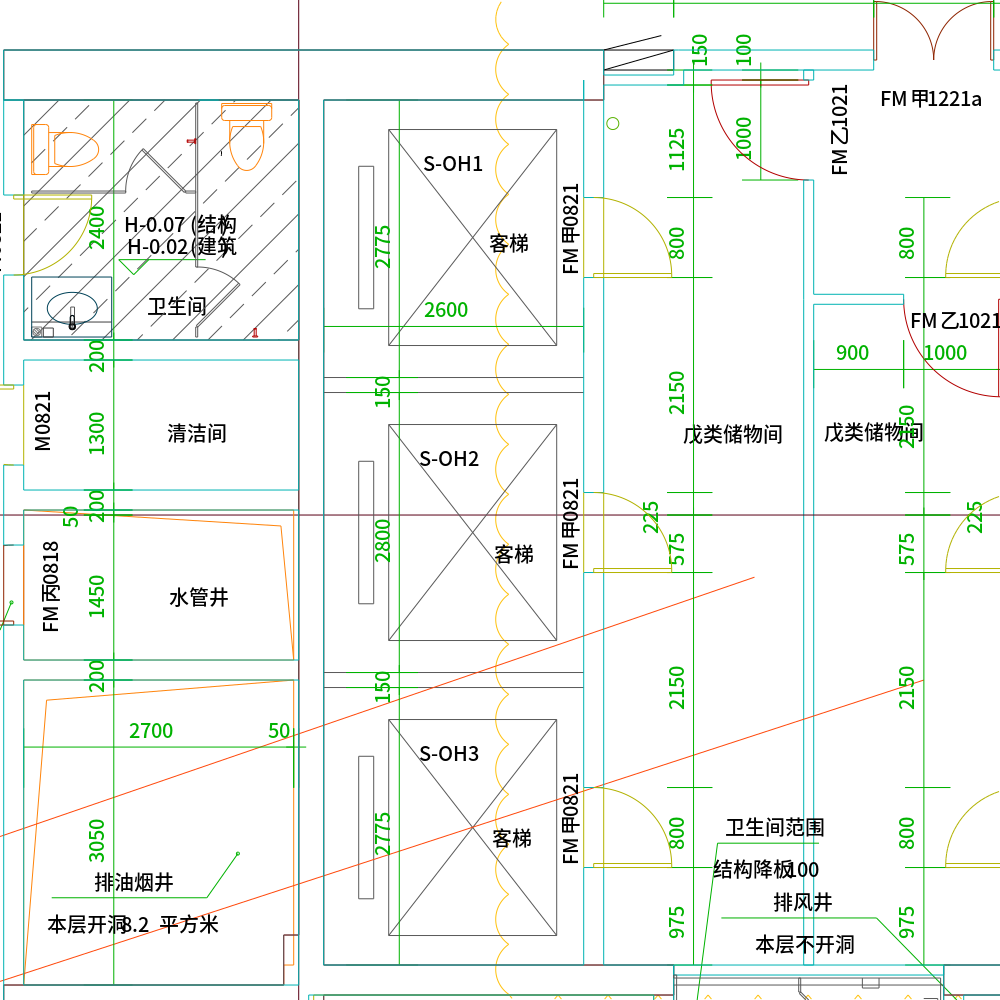 150
100
FM甲1221a
FM乙1021
1125
1000
S-OH1
2400
H-0.07 (结构)
H-0.02 (建筑)
2775
客梯
FM甲0821
800
800
卫生间
2600
FM乙1021
200
900
1000
150
2150
M0821
1300
清洁间
S-OH2
戊类储物间
戊类储物间
2150
200
50
225
225
2800
客梯
FM甲0821
575
575
FM丙0818
1450
水管井
200
150
2150
2150
2700
50
S-OH3
3050
2775
客梯
FM甲0821
800
800
卫生间范围
结构降板100
排油烟井
排风井
本层开洞8.2 平方米
975
975
本层不开洞